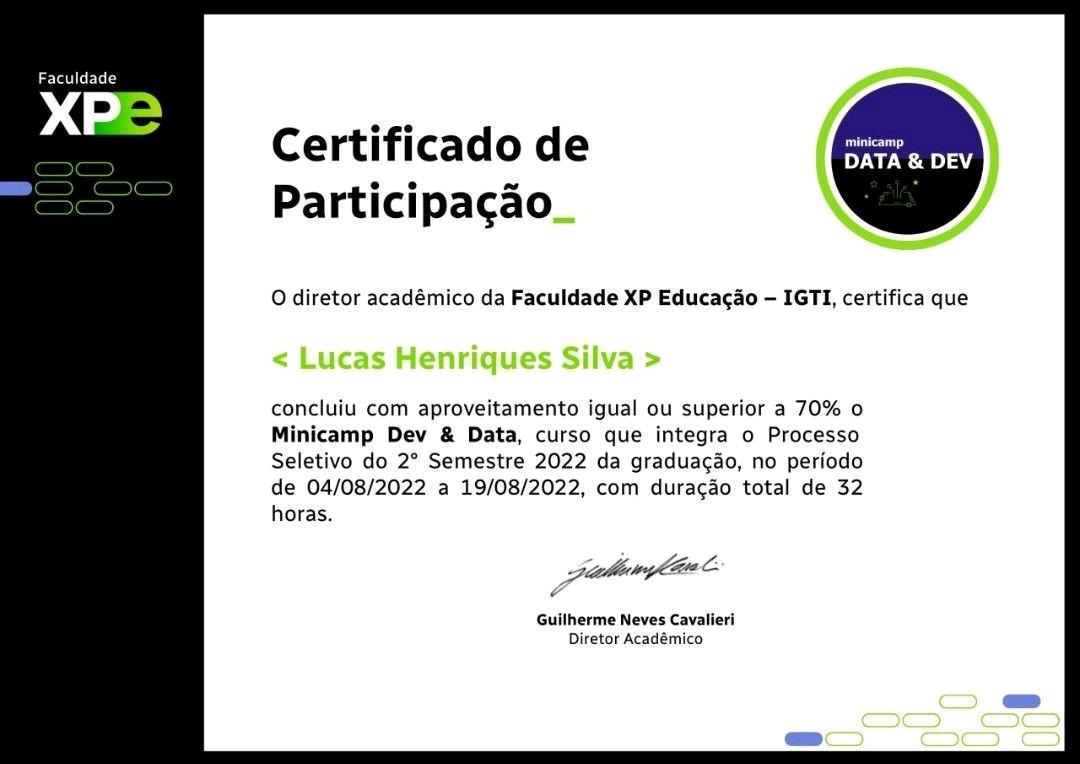 Faculdade
XPe
Certificado de
Participação_
minicamp
DATA & DEV
O diretor acadêmico da Faculdade XP Educação – IGTI, certifica que
< Lucas Henriques Silva >
concluiu com aproveitamento igual ou superior a 70% o
Minicamp Dev & Data, curso que integra o Processo
Seletivo do 2° Semestre 2022 da graduação, no período
de 04/08/2022 a 19/08/2022, com duração total de 32
horas.
Guilherme Neves Cavalieri
Diretor Acadêmico